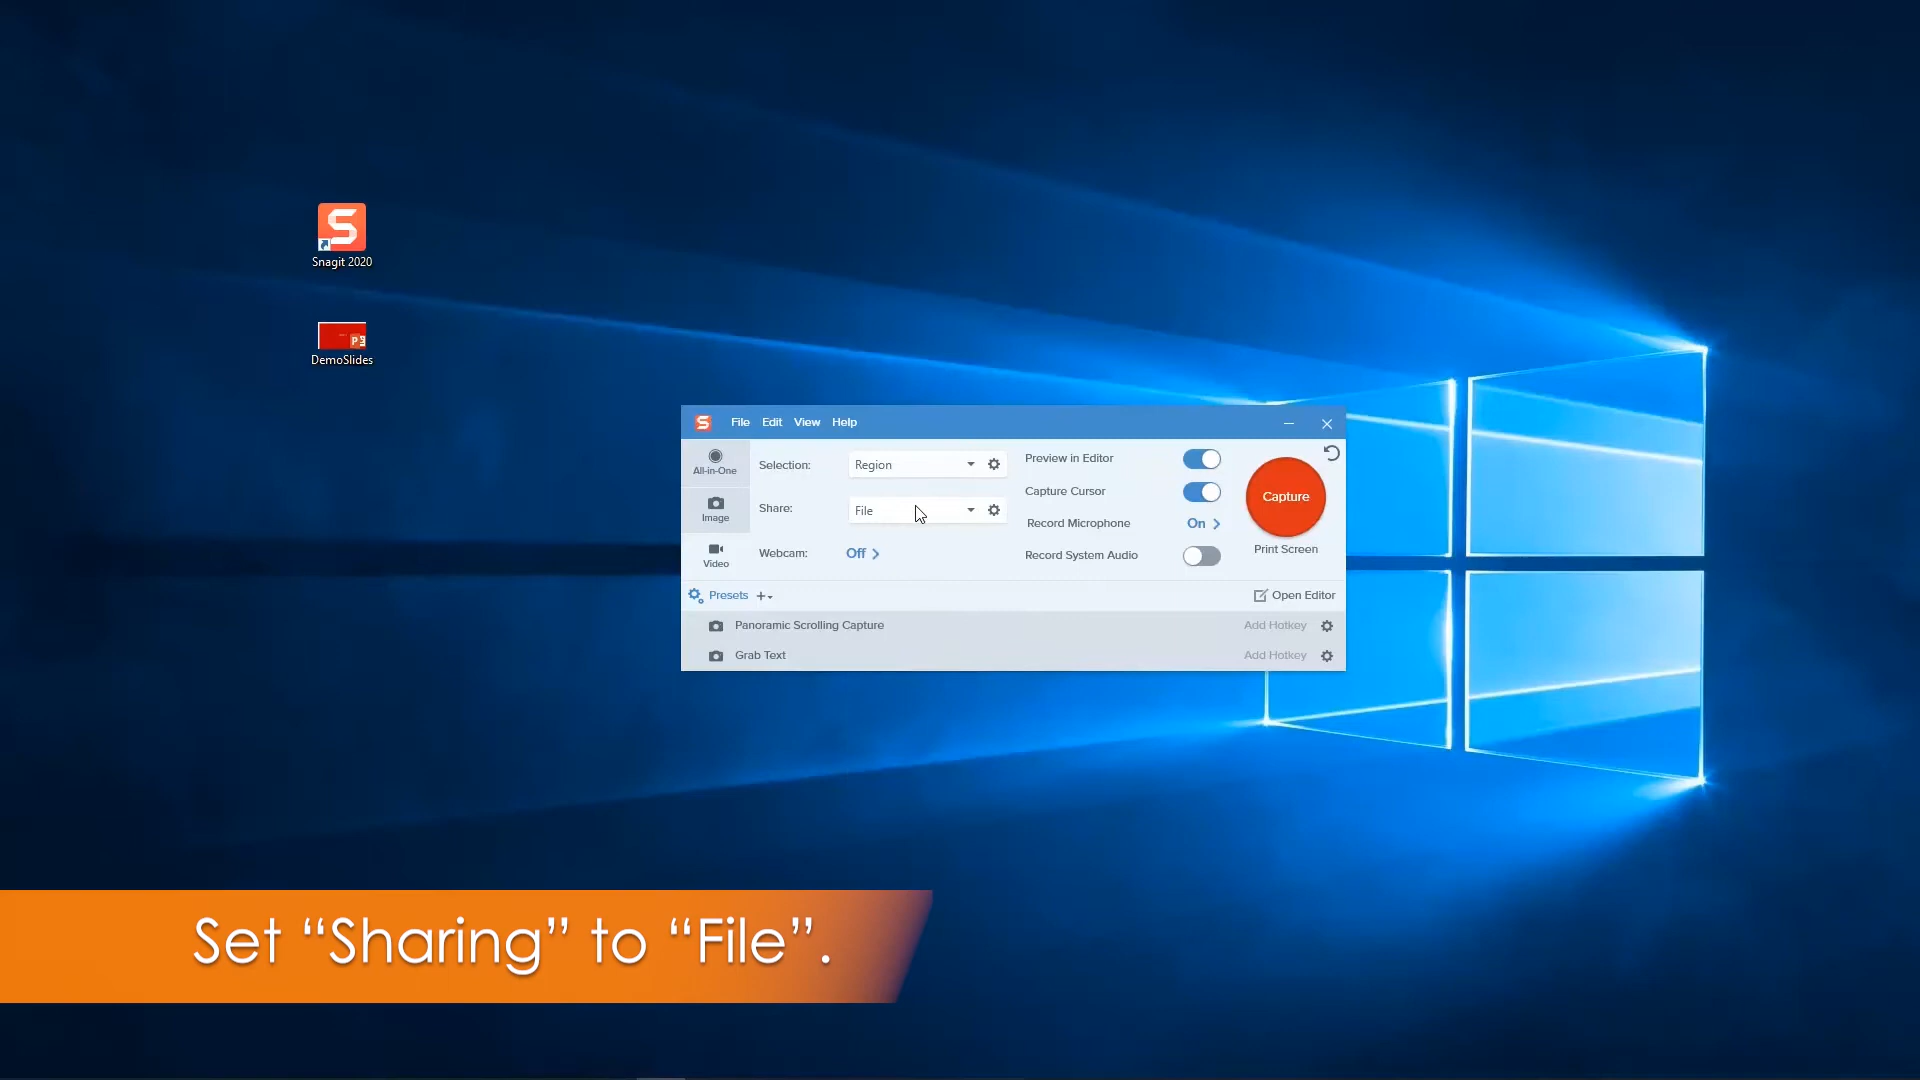 Snagit 2020
DemoSlides
File Edit View Help
All-in-One
Image
Video
Selection: Region
Share: File
Webcam: Off
Preview in Editor
Capture Cursor
Record Microphone On
Record System Audio
Capture
Print Screen
Presets
Open Editor
Panoramic Scrolling Capture Add Hotkey
Grab Text Add Hotkey
Set “Sharing” to “File”.